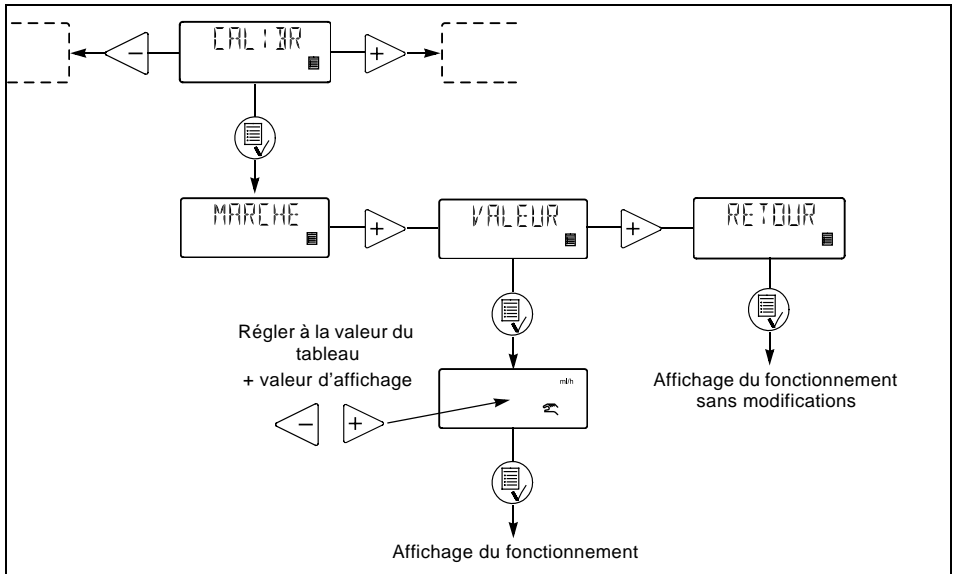 CALIBR
MARCHE
VALEUR
RETOUR
Régler à la valeur du
tableau
+ valeur d’affichage
ml/h
Affichage du fonctionnement
sans modifications
Affichage du fonctionnement